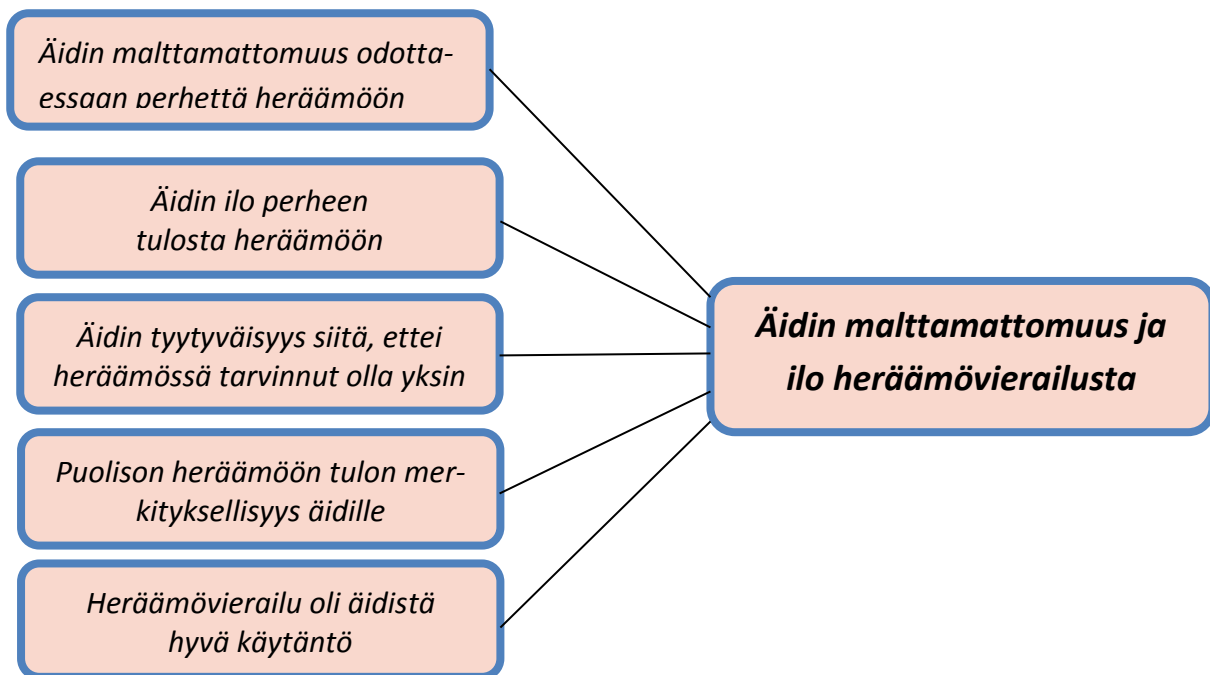 Äidin malttamattomuus odotta-
essaan perhettä heräämöön
Äidin ilo perheen
tulosta heräämöön
Äidin tyytyväisyys siitä, ettei
heräämössä tarvinnut olla yksin
Puolison heräämöön tulon mer-
kityksellisyys äidille
Heräämövierailu oli äidistä
hyvä käytäntö
Äidin malttamattomuus ja
ilo heräämövierailusta